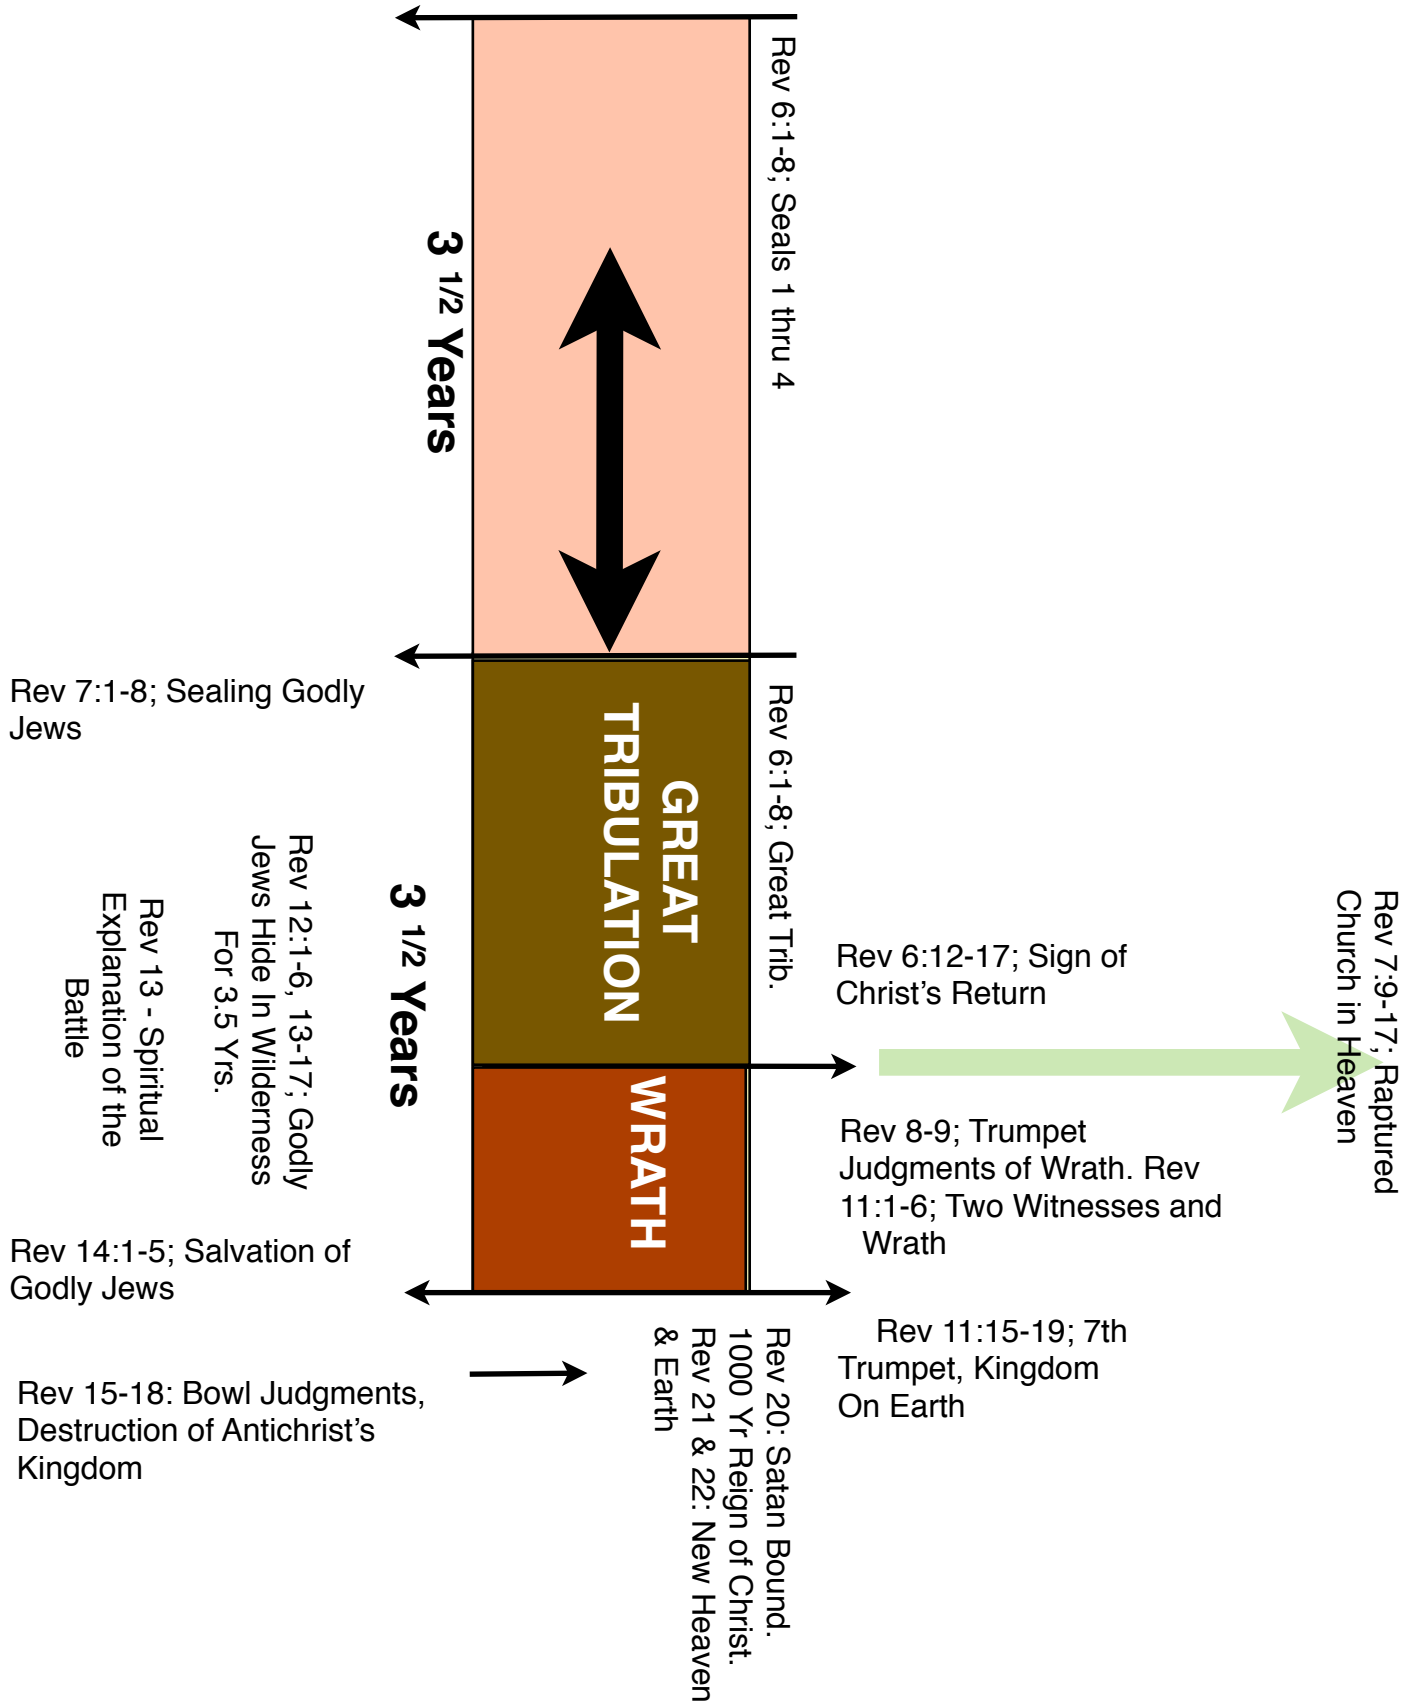 Rev 6:1-8; Seals 1 thru 4
3 1/2 Years
Rev 7:1-8; Sealing Godly
Jews
GREAT
TRIBULATION
Rev 6:1-8; Great Trib.
3 1/2 Years
Rev 12:1-6, 13-17; Godly
Jews Hide In Wilderness
For 3.5 Yrs.
Rev 13 - Spiritual
Explanation of the
Battle
Rev 6:12-17; Sign of
Christ's Return
Rev 7:9-17; Raptured
Church in Heaven
WRATH
Rev 8-9; Trumpet
Judgments of Wrath. Rev
11:1-6; Two Witnesses and
Wrath
Rev 14:1-5; Salvation of
Godly Jews
Rev 11:15-19; 7th
Trumpet, Kingdom
On Earth
Rev 15-18: Bowl Judgments,
Destruction of Antichrist's
Kingdom
Rev 20: Satan Bound.
1000 Yr Reign of Christ.
Rev 21 & 22: New Heaven
& Earth